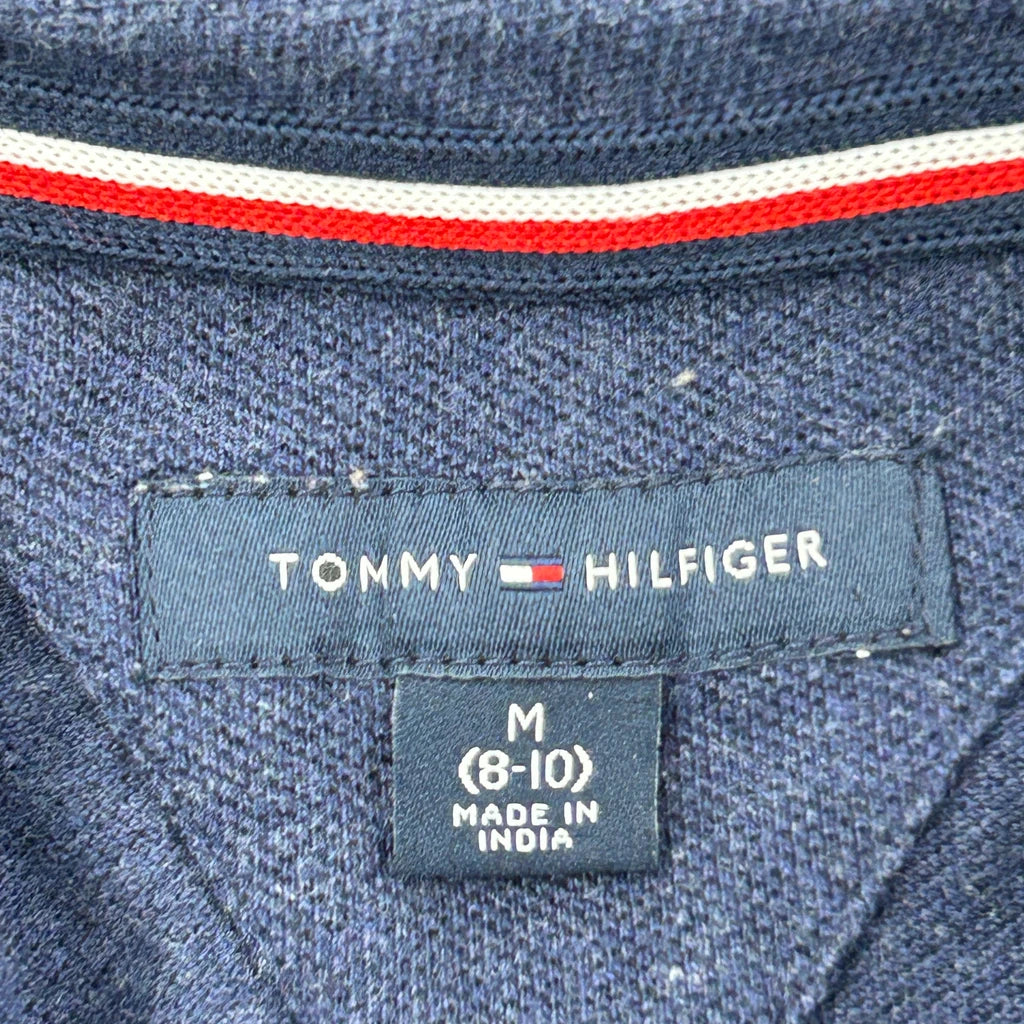 TOMMY HILFIGER
M
(8-10)
MADE IN
INDIA